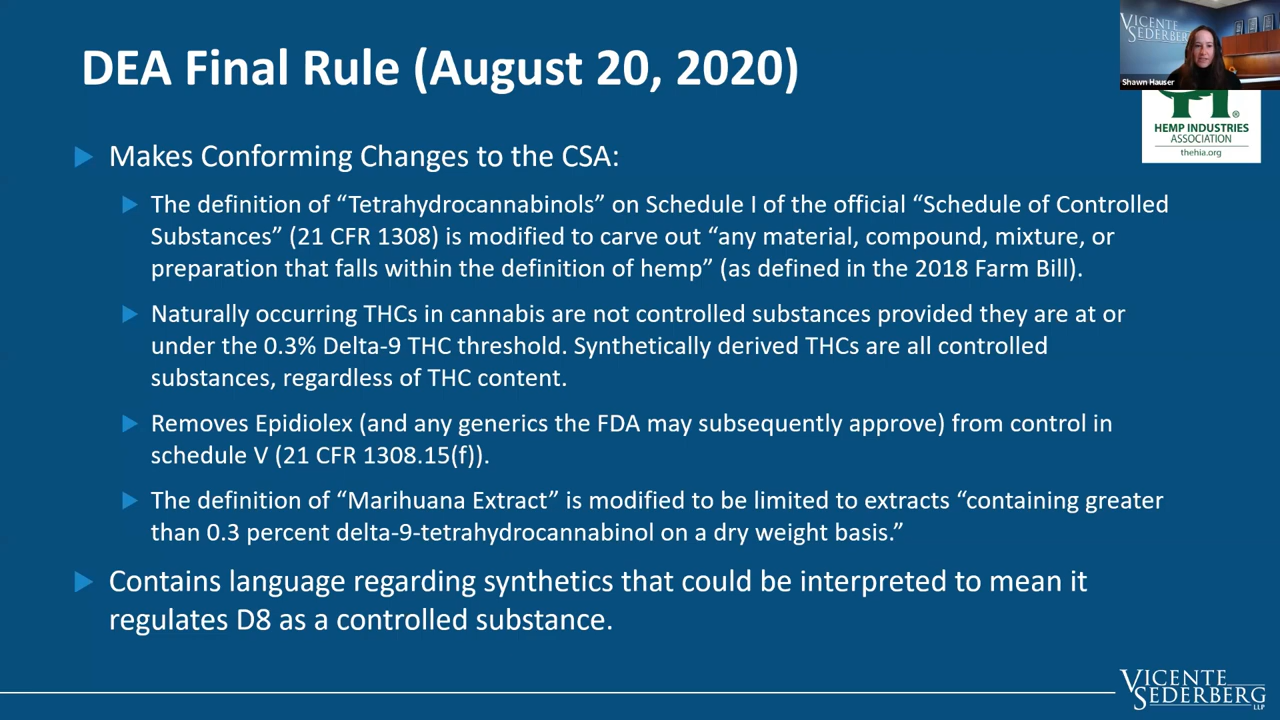 DEA Final Rule (August 20, 2020)
VICENTE
SEDERBERG
Shawn Hauser
®
HEMP INDUSTRIES
ASSOCIATION
thehia.org
Makes Conforming Changes to the CSA:
The definition of “Tetrahydrocannabinols” on Schedule I of the official “Schedule of Controlled
Substances” (21 CFR 1308) is modified to carve out “any material, compound, mixture, or
preparation that falls within the definition of hemp” (as defined in the 2018 Farm Bill).
Naturally occurring THCs in cannabis are not controlled substances provided they are at or
under the 0.3% Delta-9 THC threshold. Synthetically derived THCs are all controlled
substances, regardless of THC content.
Removes Epidiolex (and any generics the FDA may subsequently approve) from control in
schedule V (21 CFR 1308.15(f)).
The definition of “Marihuana Extract” is modified to be limited to extracts “containing greater
than 0.3 percent delta-9-tetrahydrocannabinol on a dry weight basis.”
Contains language regarding synthetics that could be interpreted to mean it
regulates D8 as a controlled substance.
VICENTE
SEDERBERG
LLP